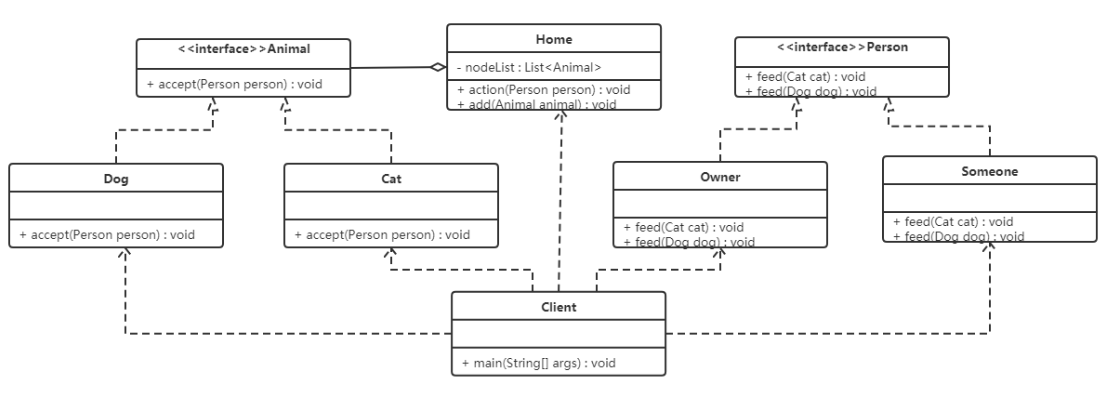 <<interface>>Animal
+ accept(Person person) : void
Home
- nodeList : List<Animal>
+ action(Person person) : void
+ add(Animal animal) : void
<<interface>>Person
+ feed(Cat cat) : void
+ feed(Dog dog) : void
Dog
+ accept(Person person) : void
Cat
+ accept(Person person) : void
Owner
+ feed(Cat cat) : void
+ feed(Dog dog) : void
Someone
+ feed(Cat cat) : void
+ feed(Dog dog) : void
Client
+ main(String[] args) : void